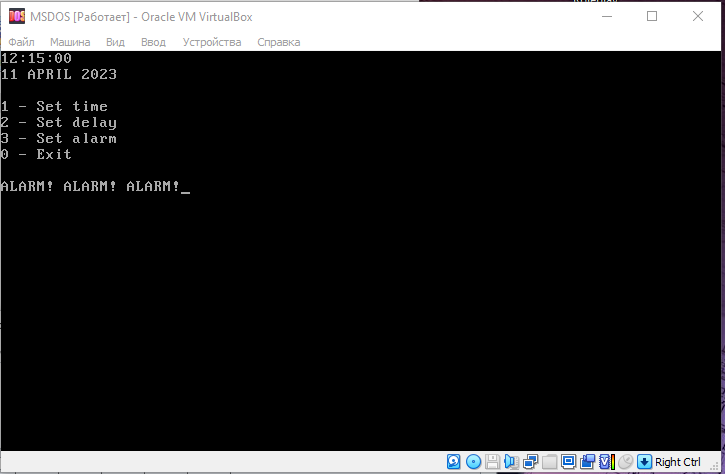 MSDOS [Работает] - Oracle VM VirtualBox
Файл Машина Вид Ввод Устройства Справка
12:15:00
11 APRIL 2023
1 - Set time
2 - Set delay
3 - Set alarm
0 - Exit
ALARM! ALARM! ALARM!_
Right Ctrl